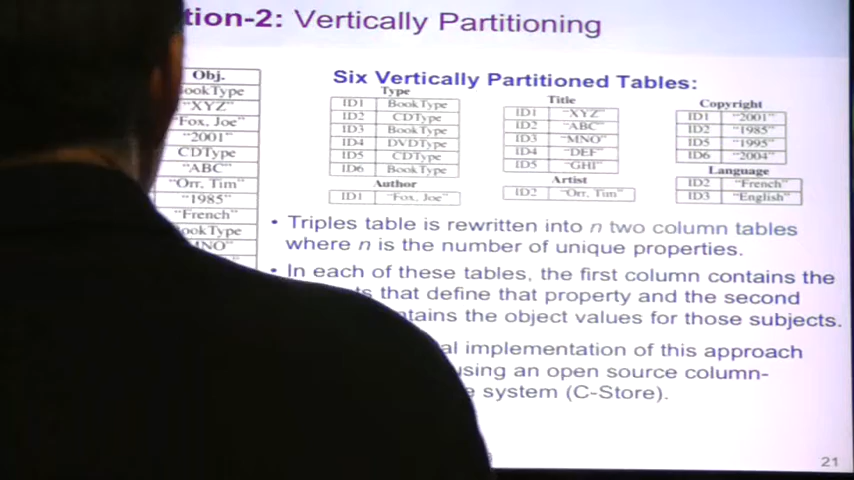 tion-2: Vertically Partitioning
Obj.
ookType
"XYZ"
"Fox, Joe"
"2001"
CDType
"ABC"
"Orr, Tim"
"1985"
"French"
ookType
MNO"
Six Vertically Partitioned Tables:
Type
ID1 BookType
ID2 CDType
ID3 BookType
ID4 DVDType
ID5 CDType
ID6 BookType
Author
ID1 "Fox, Joe"
Title
ID1 "XYZ"
ID2 "ABC"
ID3 "MNO"
ID4 "DEF"
ID5 "GHI"
Artist
ID2 "Orr, Tim"
Copyright
ID1 "2001"
ID2 "1985"
ID5 "1995"
ID6 "2004"
Language
ID2 "French"
ID3 "English"
• Triples table is rewritten into n two column tables
where n is the number of unique properties.
• In each of these tables, the first column contains the
ts that define that property and the second
ntains the object values for those subjects.
al implementation of this approach
using an open source column-
e system (C-Store).
21